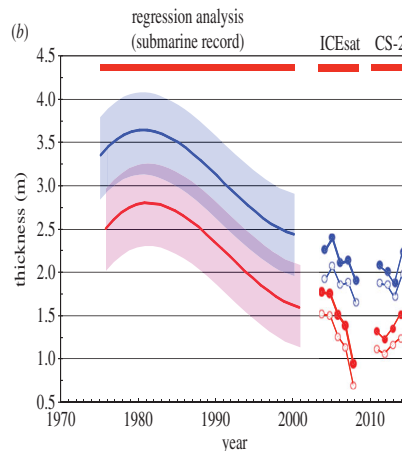 regression analysis
(b) (submarine record) ICEsat CS-2
4.5
4.0
3.5
3.0
2.5
2.0
1.5
1.0
0.5
thickness (m)
1970 1980 1990 2000 2010
year